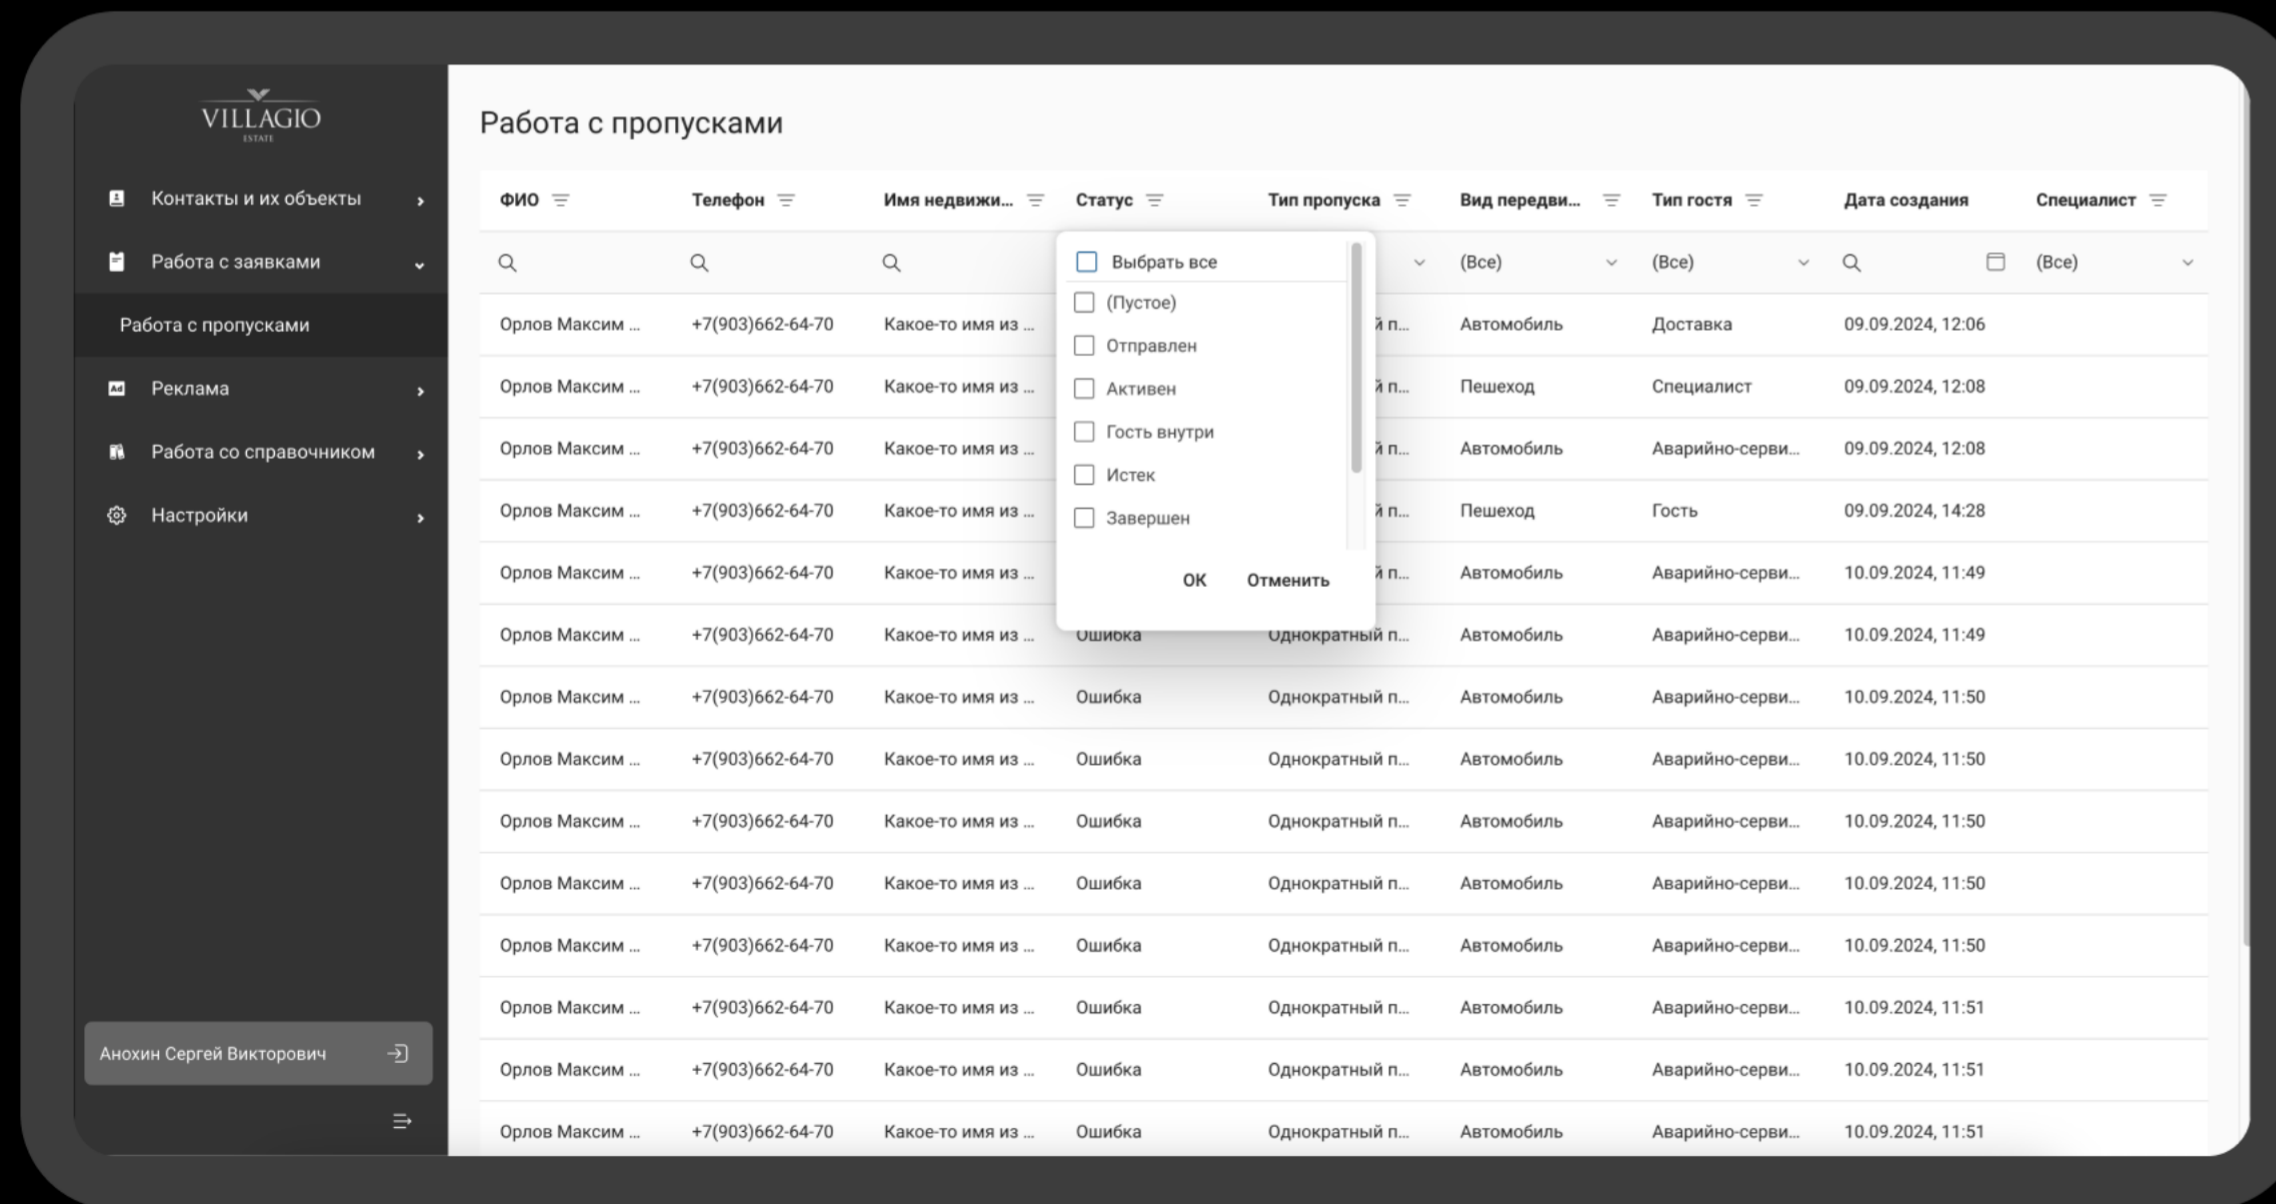 VILLAGIO
ESTATE
Контакты и их объекты
Работа с заявками
Работа с пропусками
Реклама
Работа со справочником
Настройки
Анохин Сергей Викторович
Работа с пропусками
ФИО Телефон Имя недвижи... Статус Тип пропуска Вид передви... Тип гостя Дата создания Специалист
(Все) (Все) (Все)
Выбрать все
(Пустое)
Отправлен
Активен
Гость внутри
Истек
Завершен
ОК Отменить
Орлов Максим ... +7(903)662-64-70 Какое-то имя из ... й п... Автомобиль Доставка 09.09.2024, 12:06
Орлов Максим ... +7(903)662-64-70 Какое-то имя из ... й п... Пешеход Специалист 09.09.2024, 12:08
Орлов Максим ... +7(903)662-64-70 Какое-то имя из ... й п... Автомобиль Аварийно-серви... 09.09.2024, 12:08
Орлов Максим ... +7(903)662-64-70 Какое-то имя из ... й п... Пешеход Гость 09.09.2024, 14:28
Орлов Максим ... +7(903)662-64-70 Какое-то имя из ... й п... Автомобиль Аварийно-серви... 10.09.2024, 11:49
Орлов Максим ... +7(903)662-64-70 Какое-то имя из ... Ошибка Однократный п... Автомобиль Аварийно-серви... 10.09.2024, 11:49
Орлов Максим ... +7(903)662-64-70 Какое-то имя из ... Ошибка Однократный п... Автомобиль Аварийно-серви... 10.09.2024, 11:50
Орлов Максим ... +7(903)662-64-70 Какое-то имя из ... Ошибка Однократный п... Автомобиль Аварийно-серви... 10.09.2024, 11:50
Орлов Максим ... +7(903)662-64-70 Какое-то имя из ... Ошибка Однократный п... Автомобиль Аварийно-серви... 10.09.2024, 11:50
Орлов Максим ... +7(903)662-64-70 Какое-то имя из ... Ошибка Однократный п... Автомобиль Аварийно-серви... 10.09.2024, 11:50
Орлов Максим ... +7(903)662-64-70 Какое-то имя из ... Ошибка Однократный п... Автомобиль Аварийно-серви... 10.09.2024, 11:50
Орлов Максим ... +7(903)662-64-70 Какое-то имя из ... Ошибка Однократный п... Автомобиль Аварийно-серви... 10.09.2024, 11:51
Орлов Максим ... +7(903)662-64-70 Какое-то имя из ... Ошибка Однократный п... Автомобиль Аварийно-серви... 10.09.2024, 11:51
Орлов Максим ... +7(903)662-64-70 Какое-то имя из ... Ошибка Однократный п... Автомобиль Аварийно-серви... 10.09.2024, 11:51